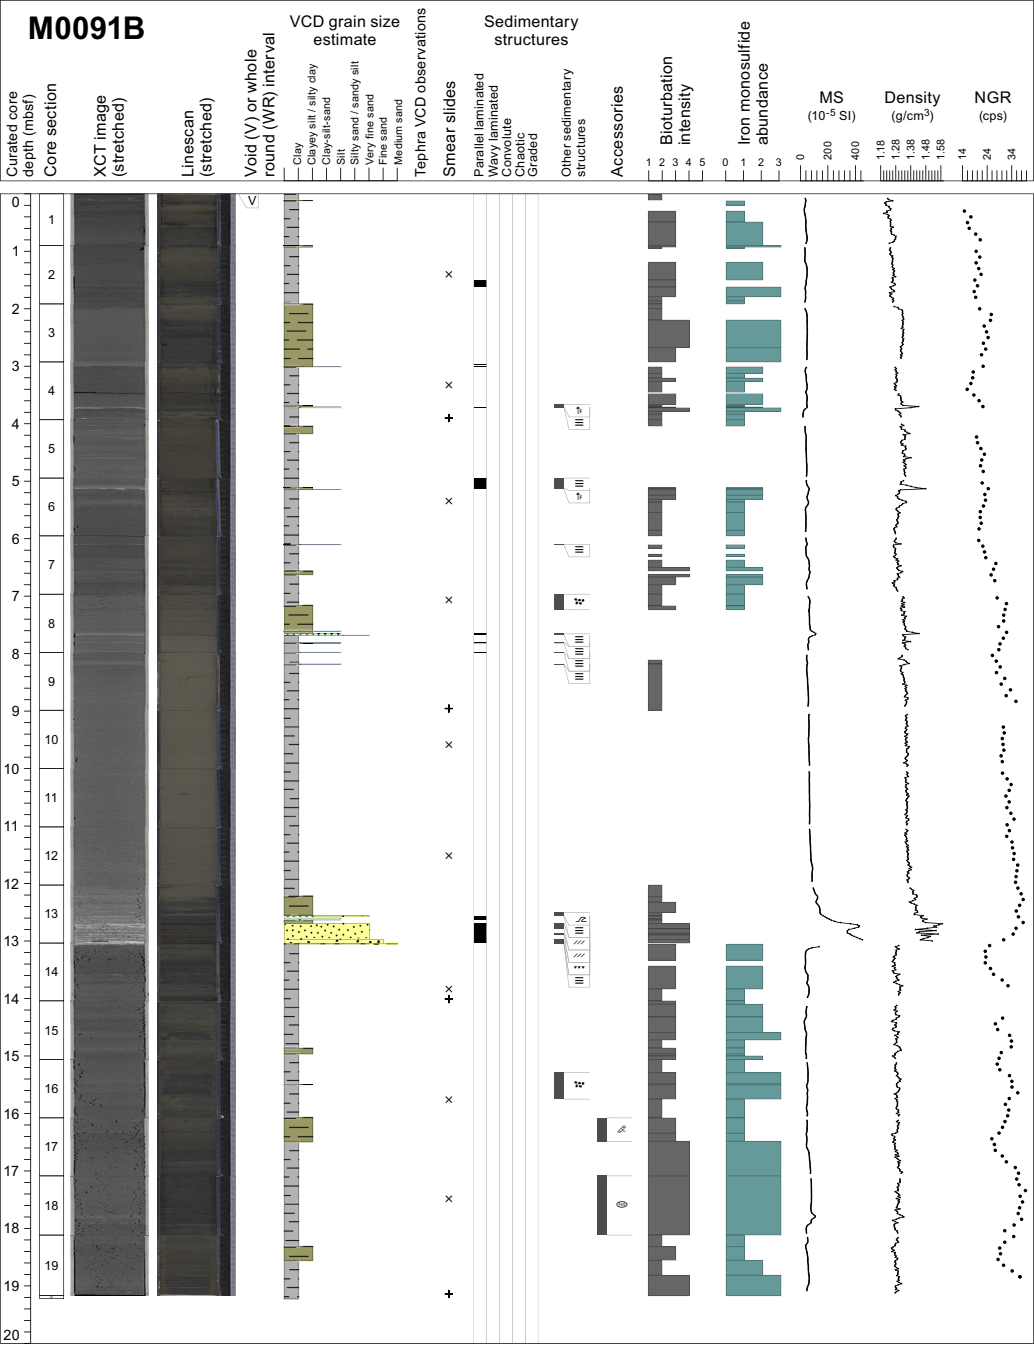 M0091B
Curated core
depth (mbsf)
Core section
XCT image
(stretched)
Linescan
(stretched)
Void (V) or whole
round (WR) interval
VCD grain size
estimate
Clay
Clayey silt / silty clay
Clay-silt-sand
Silt
Silty sand / sandy silt
Very fine sand
Fine sand
Medium sand
Tephra VCD observations
Smear slides
Sedimentary
structures
Parallel laminated
Wavy laminated
Convolute
Chaotic
Graded
Other sedimentary
structures
Accessories
Bioturbation
intensity
1 2 3 4 5
Iron monosulfide
abundance
0 1 2 3
MS
(10-5 SI)
0 200 400
Density
(g/cm3)
1.18 1.28 1.38 1.48 1.58
NGR
(cps)
14 24 34
V
0
1
2
3
4
5
6
7
8
9
10
11
12
13
14
15
16
17
18
19
20
1
2
3
4
5
6
7
8
9
10
11
12
13
14
15
16
17
18
19